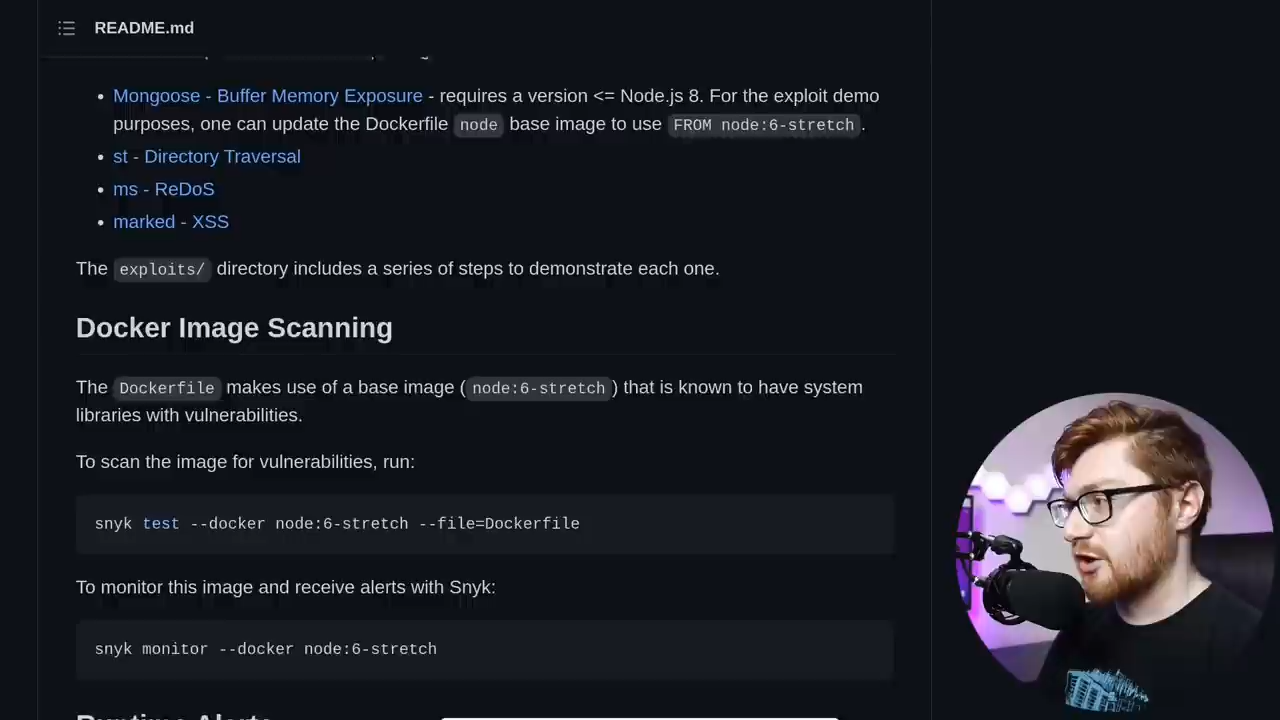 README.md
Mongoose - Buffer Memory Exposure - requires a version <= Node.js 8. For the exploit demo
purposes, one can update the Dockerfile node base image to use FROM node:6-stretch.
st - Directory Traversal
ms - ReDoS
marked - XSS
The exploits/ directory includes a series of steps to demonstrate each one.
Docker Image Scanning
The Dockerfile makes use of a base image (node:6-stretch) that is known to have system
libraries with vulnerabilities.
To scan the image for vulnerabilities, run:
snyk test --docker node:6-stretch --file=Dockerfile
To monitor this image and receive alerts with Snyk:
snyk monitor --docker node:6-stretch
Runtime Alerts